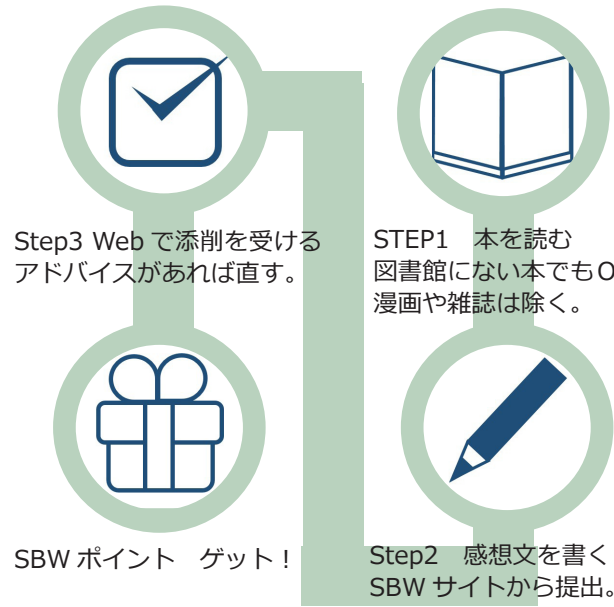 STEP1　本を読む
図書館にない本でもO
漫画や雑誌は除く。
Step2　感想文を書く
SBW サイトから提出。
Step3 Web で添削を受ける
アドバイスがあれば直す。
SBW ポイント　ゲット！